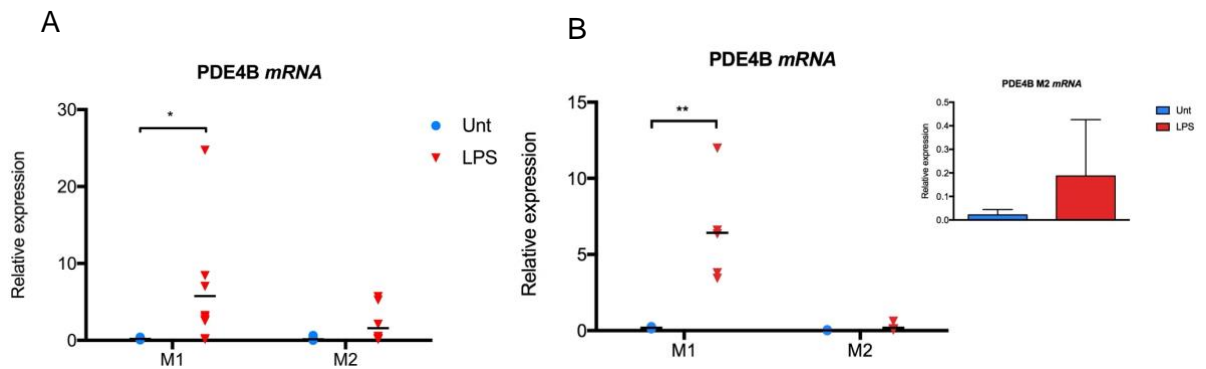 A
PDE4B mRNA
30
20
10
0
Relative expression
*
Unt
LPS
M1 M2
B
PDE4B mRNA
15
10
5
0
Relative expression
**
M1 M2
PDE4B M2 mRNA
0.5
0.4
0.3
0.2
0.1
0.0
Relative expression
Unt
LPS